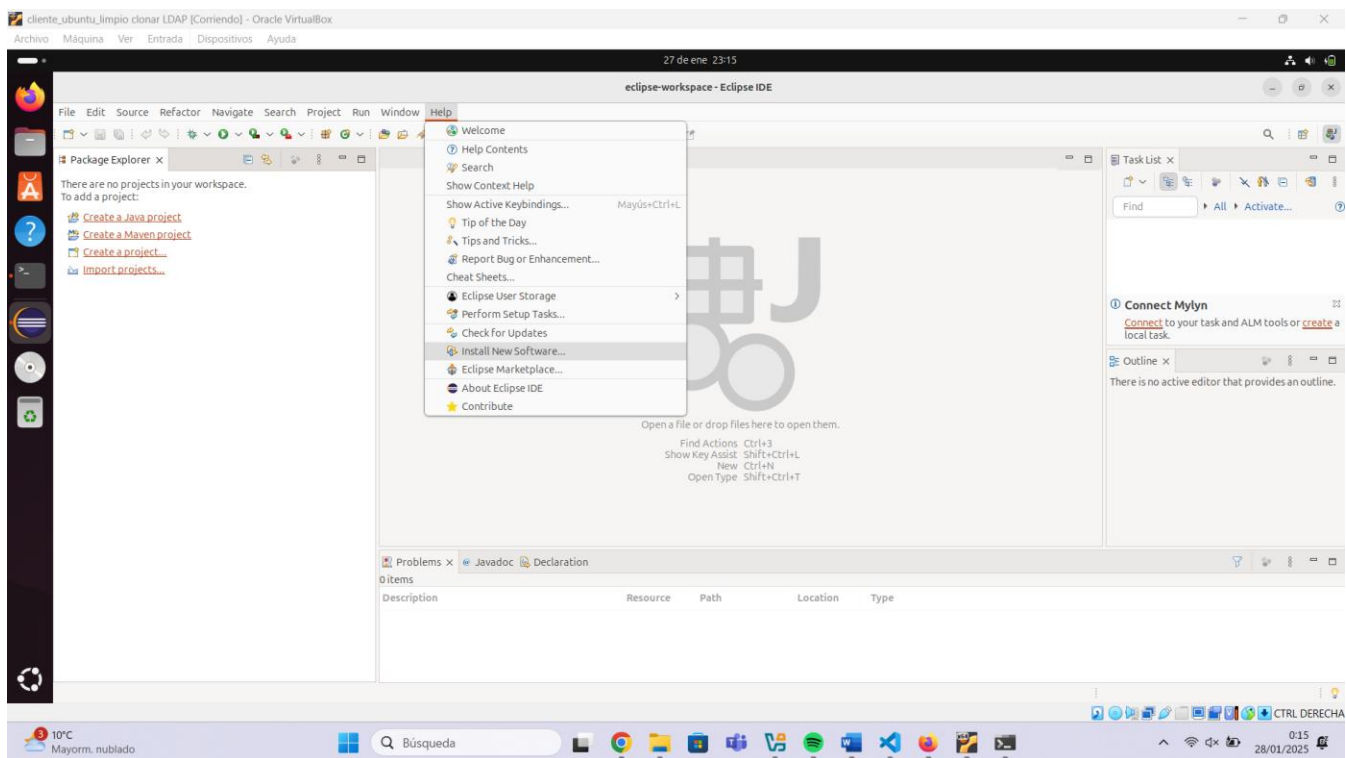 cliente_ubuntu_limpio clonar LDAP [Corriendo] - Oracle VirtualBox
Archivo Máquina Ver Entrada Dispositivos Ayuda
27 de ene 23:15
eclipse-workspace - Eclipse IDE
File Edit Source Refactor Navigate Search Project Run Window Help
Package Explorer
There are no projects in your workspace.
To add a project:
Create a Java project
Create a Maven project
Create a project...
Import projects...
Welcome
Help Contents
Search
Show Context Help
Show Active Keybindings... Mayús+Ctrl+L
Tip of the Day
Tips and Tricks...
Report Bug or Enhancement...
Cheat Sheets...
Eclipse User Storage
Perform Setup Tasks...
Check for Updates
Install New Software...
Eclipse Marketplace...
About Eclipse IDE
Contribute
Open a file or drop files here to open them.
Find Actions Ctrl+3
Show Key Assist Shift+Ctrl+L
New Ctrl+N
Open Type Shift+Ctrl+T
Task List
Find All Activate...
Connect Mylyn
Connect to your task and ALM tools or create a
local task.
Outline
There is no active editor that provides an outline.
Problems Javadoc Declaration
0 items
Description Resource Path Location Type
CTRL DERECHA
3
10°C
Mayorm. nublado
Búsqueda
0:15
28/01/2025